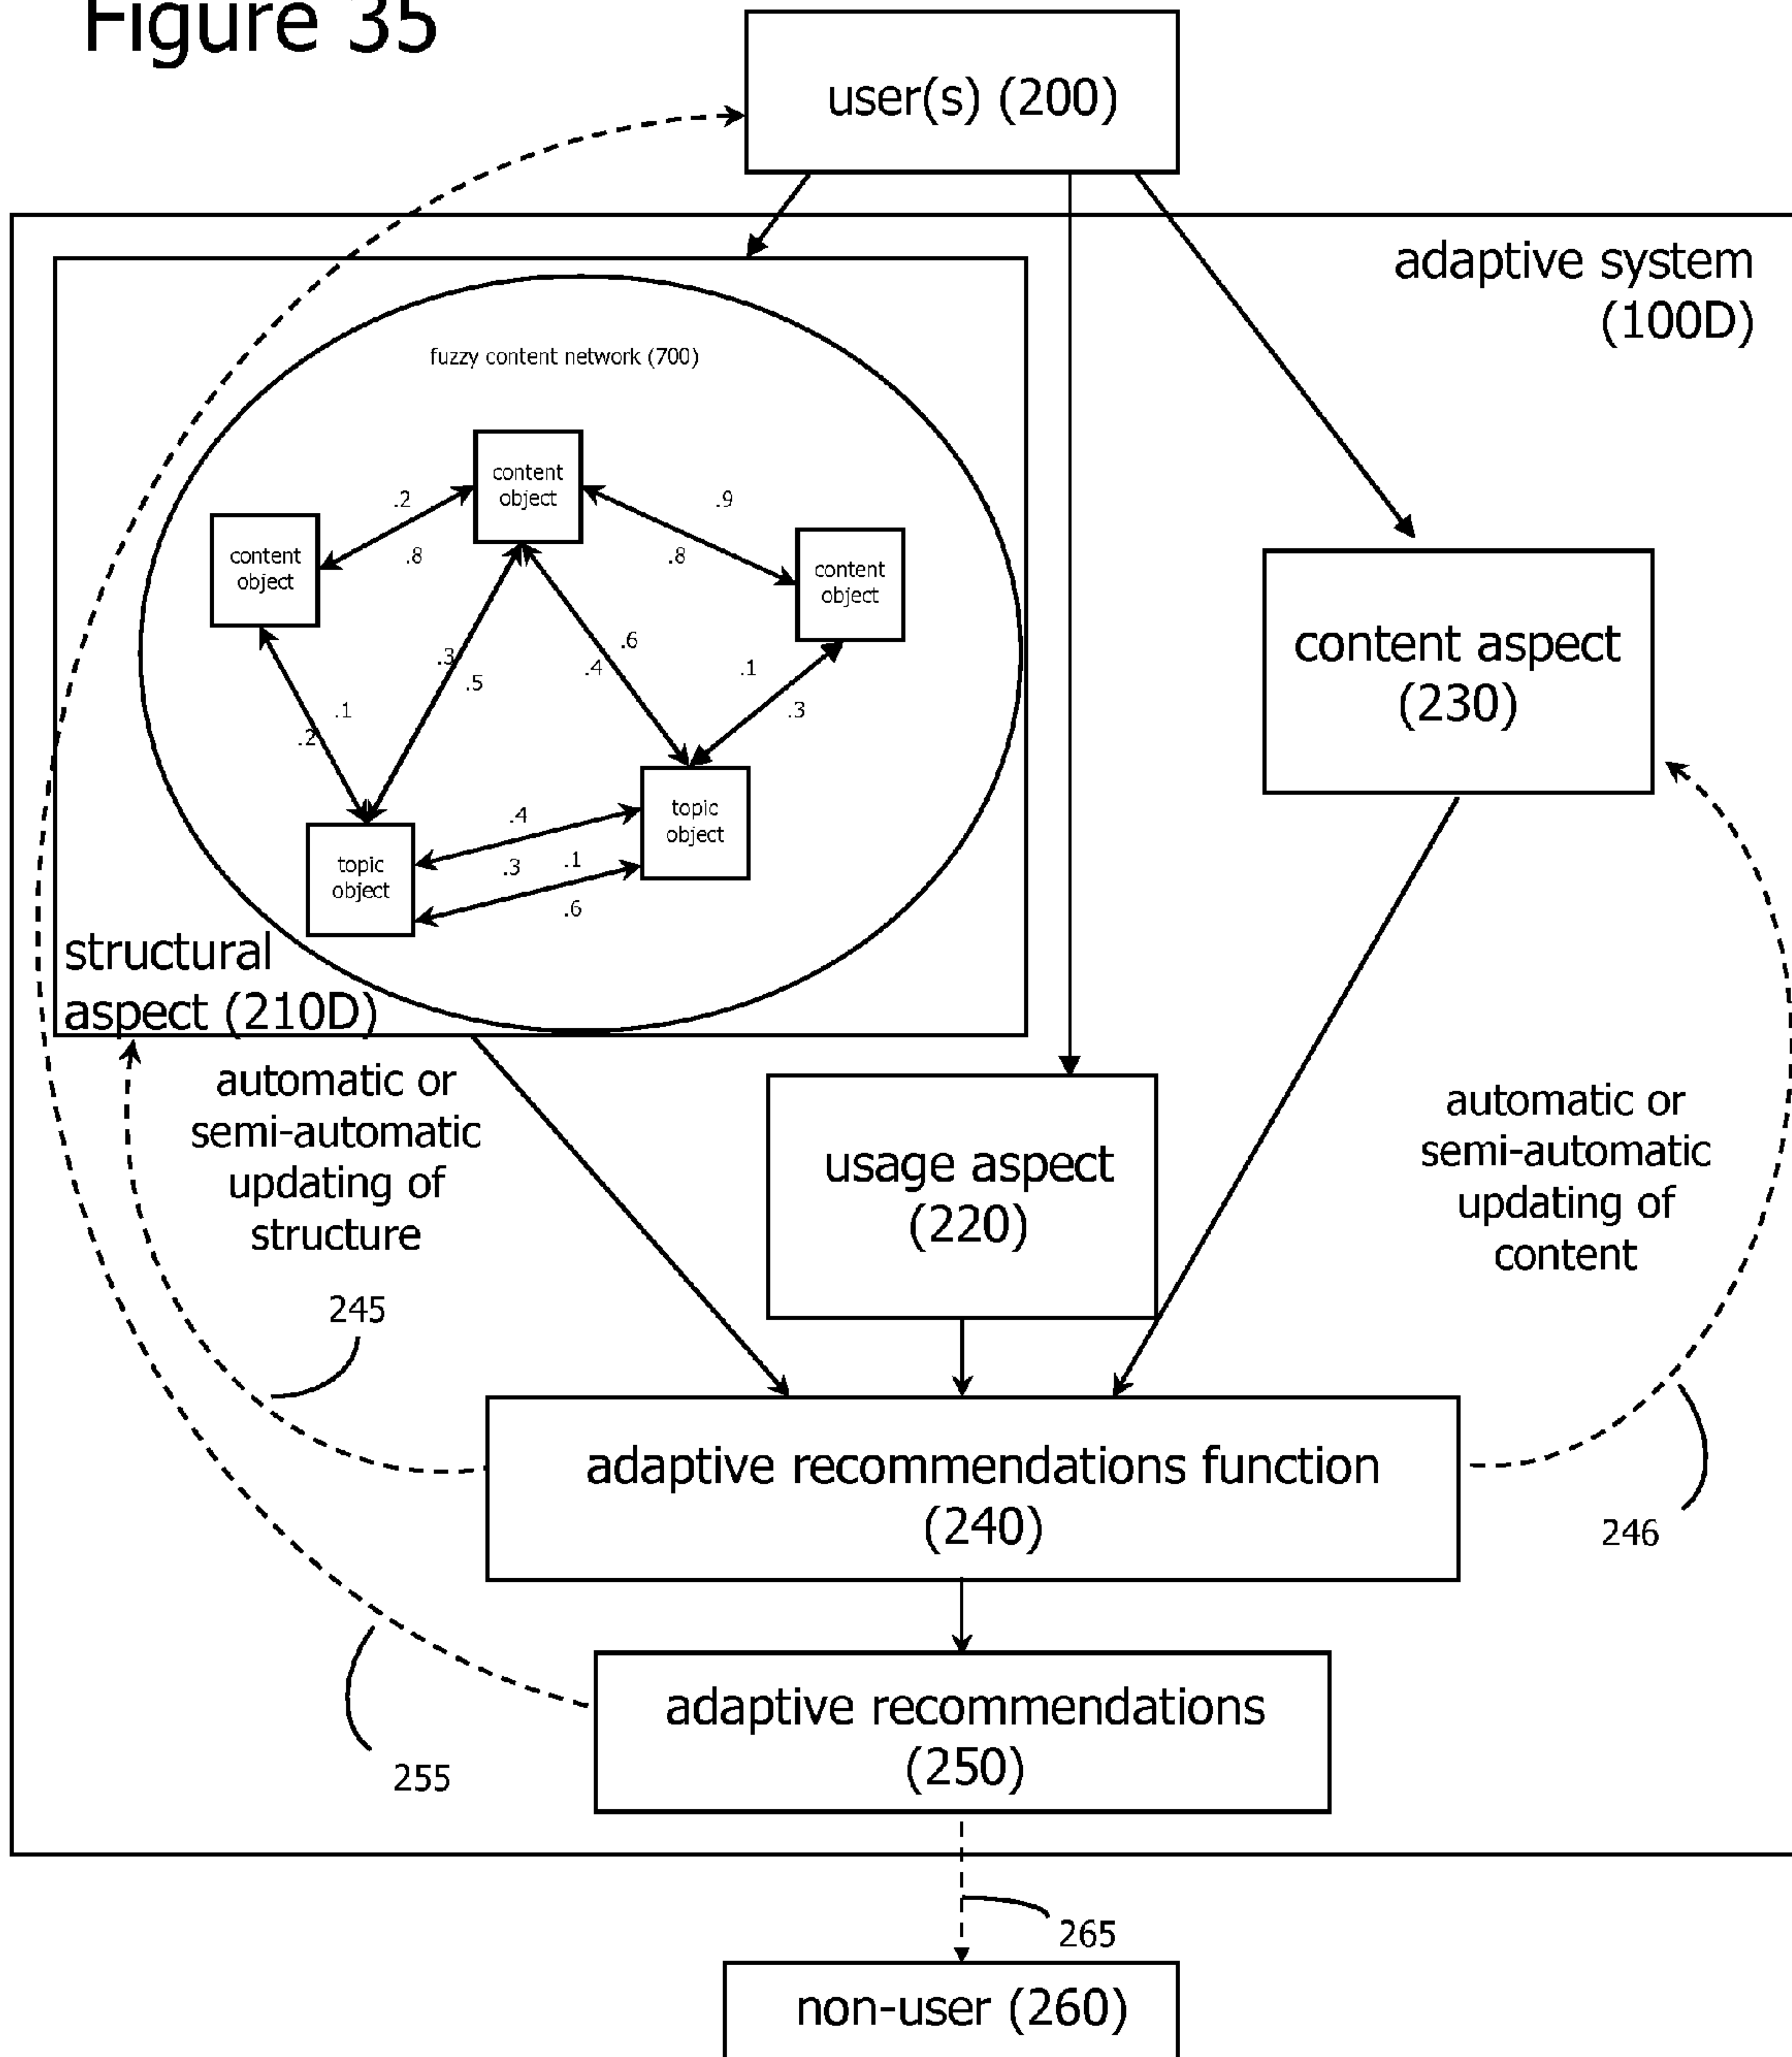 Figure 35
user(s) (200)
adaptive system
(100D)
fuzzy content network (700)
content
object
.2
.9
content
object
.8
.8
content
object
.3
.5
.6
.4
.1
.3
.1
.2
content aspect
(230)
topic
object
.4
.3
.1
.6
topic
object
structural
aspect (210D)
automatic or
semi-automatic
updating of
structure
245
usage aspect
(220)
automatic or
semi-automatic
updating of
content
246
adaptive recommendations function
(240)
adaptive recommendations
(250)
255
265
non-user (260)